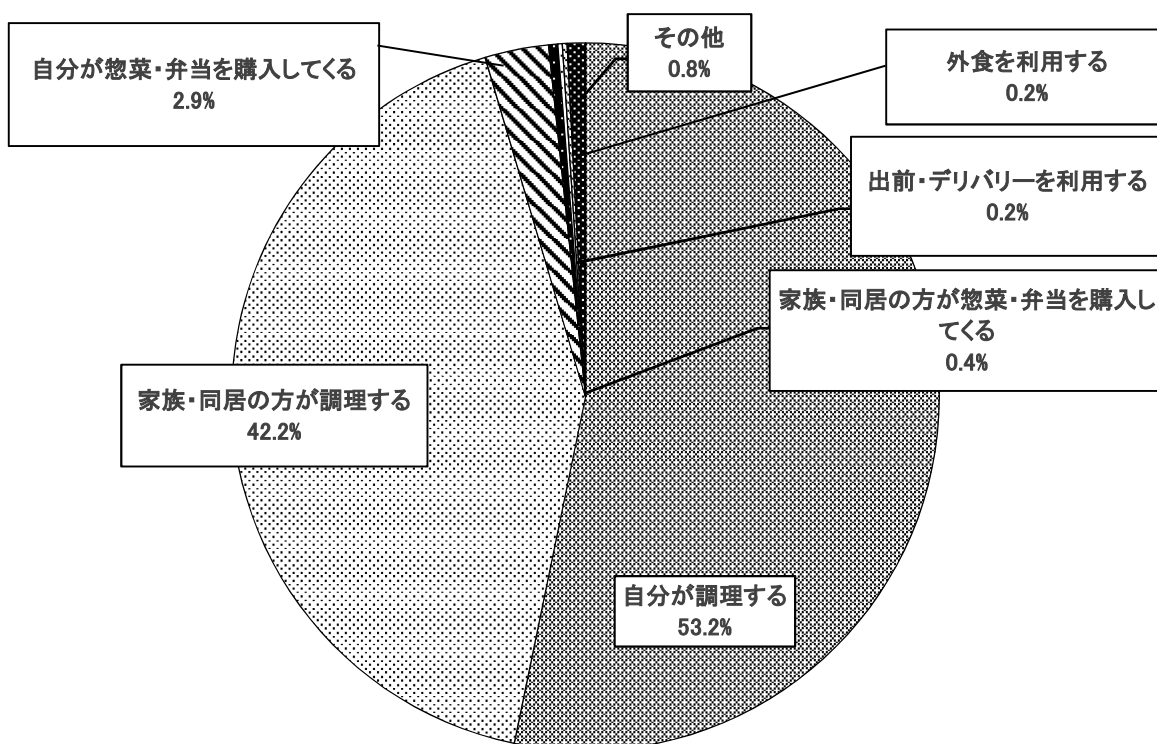 その他
0.8%
自分が惣菜・弁当を購入してくる
2.9%
外食を利用する
0.2%
出前・デリバリーを利用する
0.2%
家族・同居の方が惣菜・弁当を購入し
てくる
0.4%
家族・同居の方が調理する
42.2%
自分が調理する
53.2%